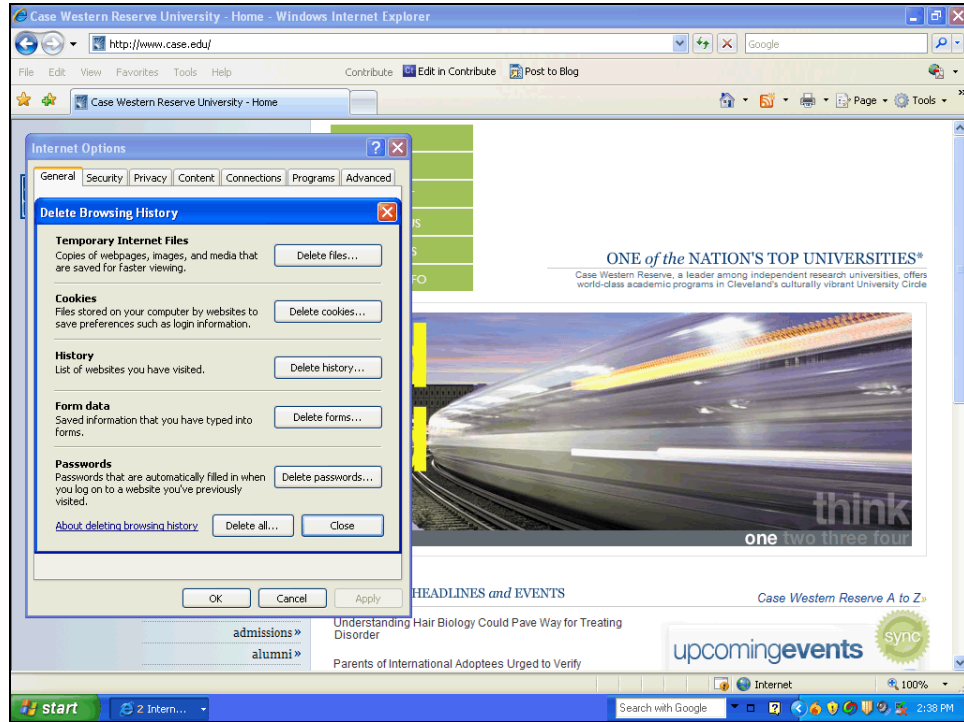 Case Western Reserve University - Home - Windows Internet Explorer
http://www.case.edu/
Google
File Edit View Favorites Tools Help
Contribute Edit in Contribute Post to Blog
Case Western Reserve University - Home
Page Tools
Internet Options
General Security Privacy Content Connections Programs Advanced
Delete Browsing History
Temporary Internet Files
Copies of webpages, images, and media that
are saved for faster viewing.
Delete files...
Cookies
Files stored on your computer by websites to
save preferences such as login information.
Delete cookies...
History
List of websites you have visited.
Delete history...
Form data
Saved information that you have typed into
forms.
Delete forms...
Passwords
Passwords that are automatically filled in when
you log on to a website you've previously
visited.
Delete passwords...
About deleting browsing history
Delete all...
Close
OK Cancel Apply
ONE of the NATION'S TOP UNIVERSITIES*
Case Western Reserve, a leader among independent research universities, offers
world-class academic programs in Cleveland's culturally vibrant University Circle
think
one two three four
HEADLINES and EVENTS
Case Western Reserve A to Z»
Understanding Hair Biology Could Pave Way for Treating
Disorder
Parents of International Adoptees Urged to Verify
upcomingevents
sync
admissions»
alumni»
Internet
100%
start
2 Intern...
Search with Google
2:38 PM